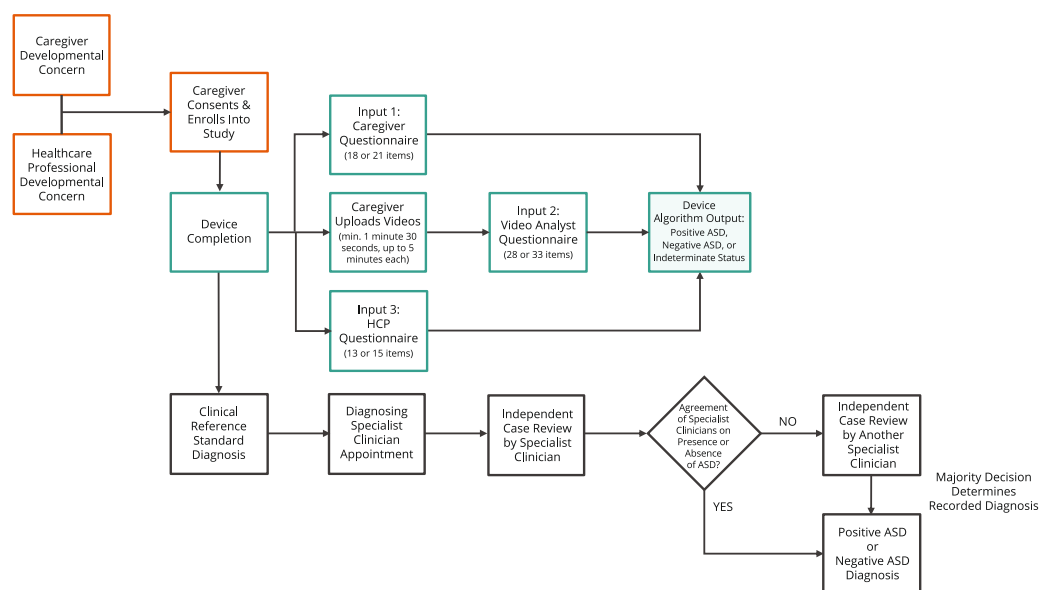 Caregiver
Developmental
Concern
Healthcare
Professional
Developmental
Concern
Caregiver
Consents &
Enrolls Into
Study
Device
Completion
Input 1:
Caregiver
Questionnaire
(18 or 21 items)
Caregiver
Uploads Videos
(min. 1 minute 30
seconds, up to 5
minutes each)
Input 2:
Video Analyst
Questionnaire
(28 or 33 items)
Input 3:
HCP
Questionnaire
(13 or 15 items)
Device
Algorithm Output:
Positive ASD,
Negative ASD, or
Indeterminate Status
Clinical
Reference
Standard
Diagnosis
Diagnosing
Specialist
Clinician
Appointment
Independent
Case Review
by Specialist
Clinician
Agreement
of Specialist
Clinicians on
Presence or
Absence
of ASD?
NO
YES
Independent
Case Review
by Another
Specialist
Clinician
Majority Decision
Determines
Recorded Diagnosis
Positive ASD
or
Negative ASD
Diagnosis